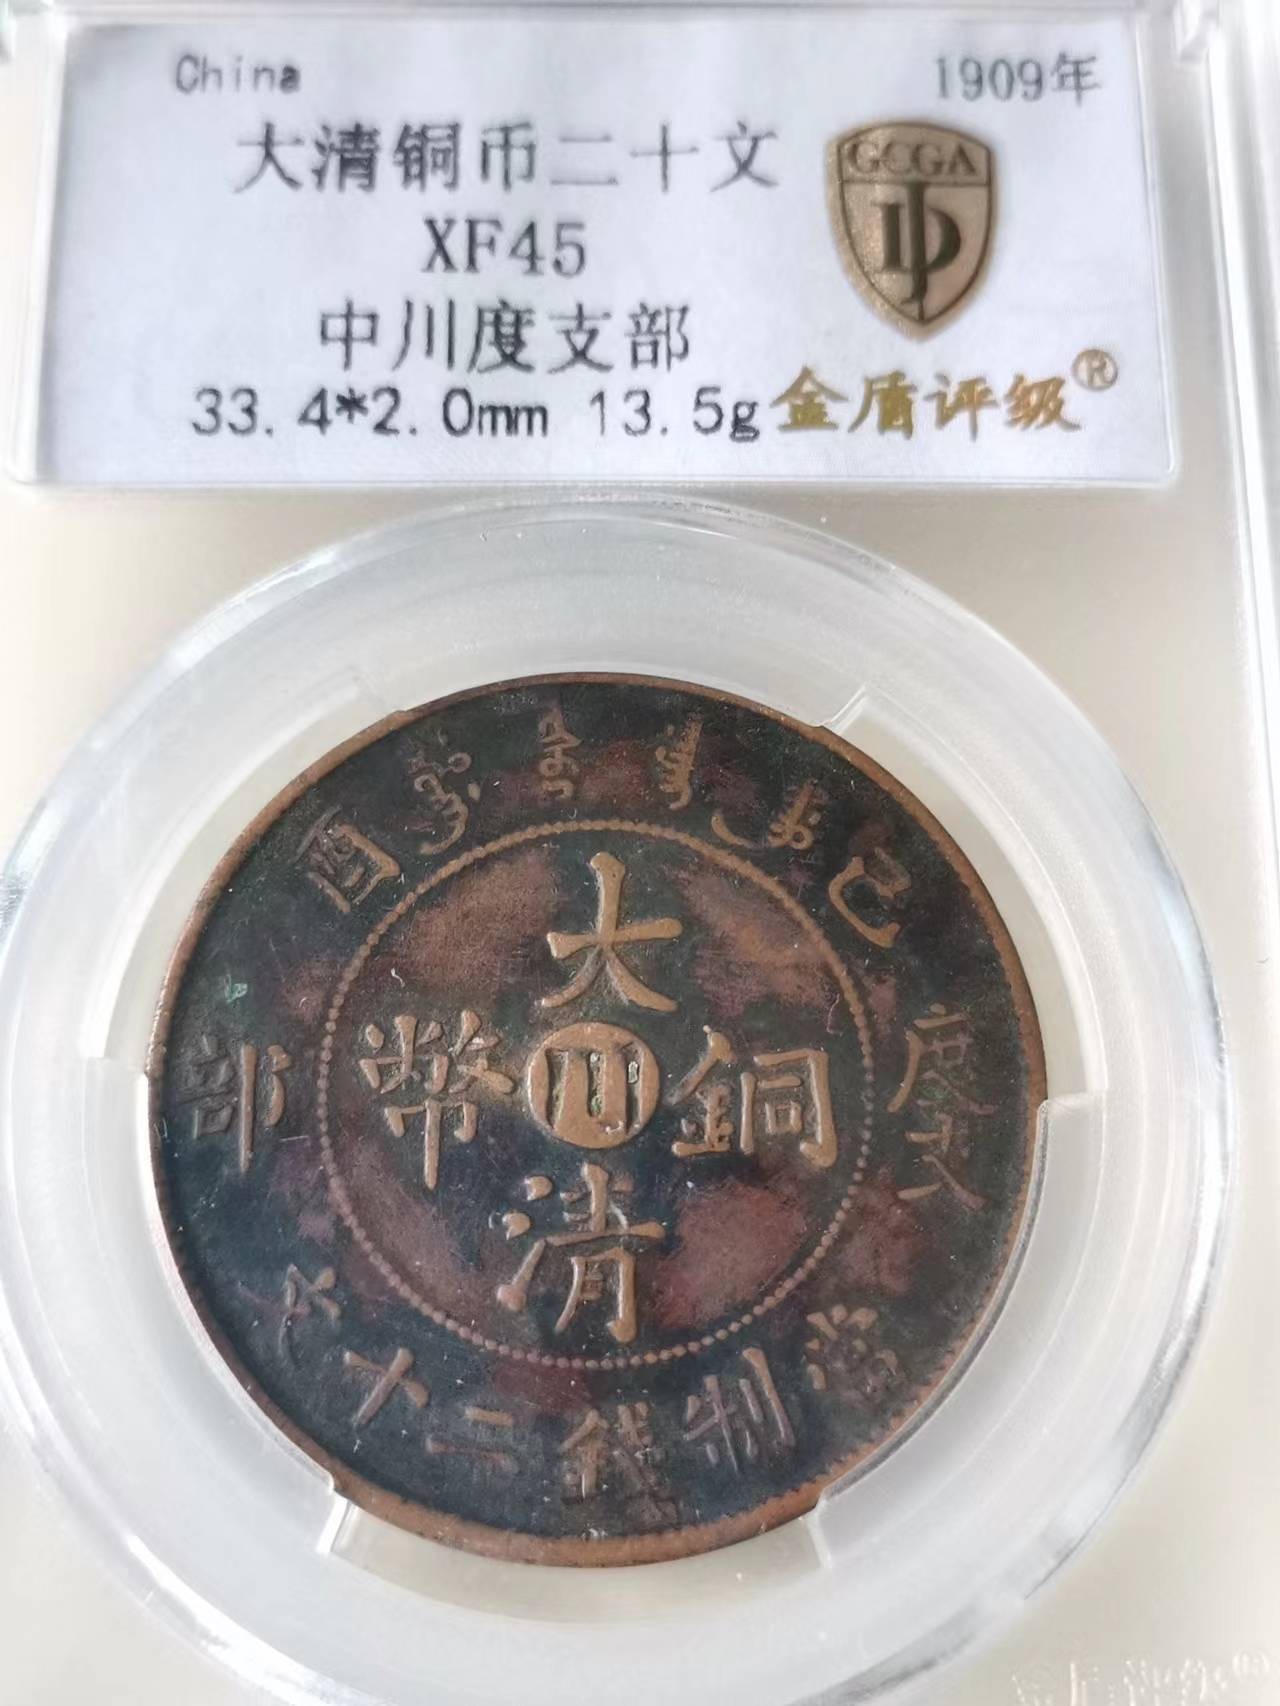 China 1909年
大清铜币二十文
XF45
GCGA
中川度支部
33.4*2.0mm 13.5g 金盾评级®
己酉
度支部
大清銅幣
川
當制錢二十文